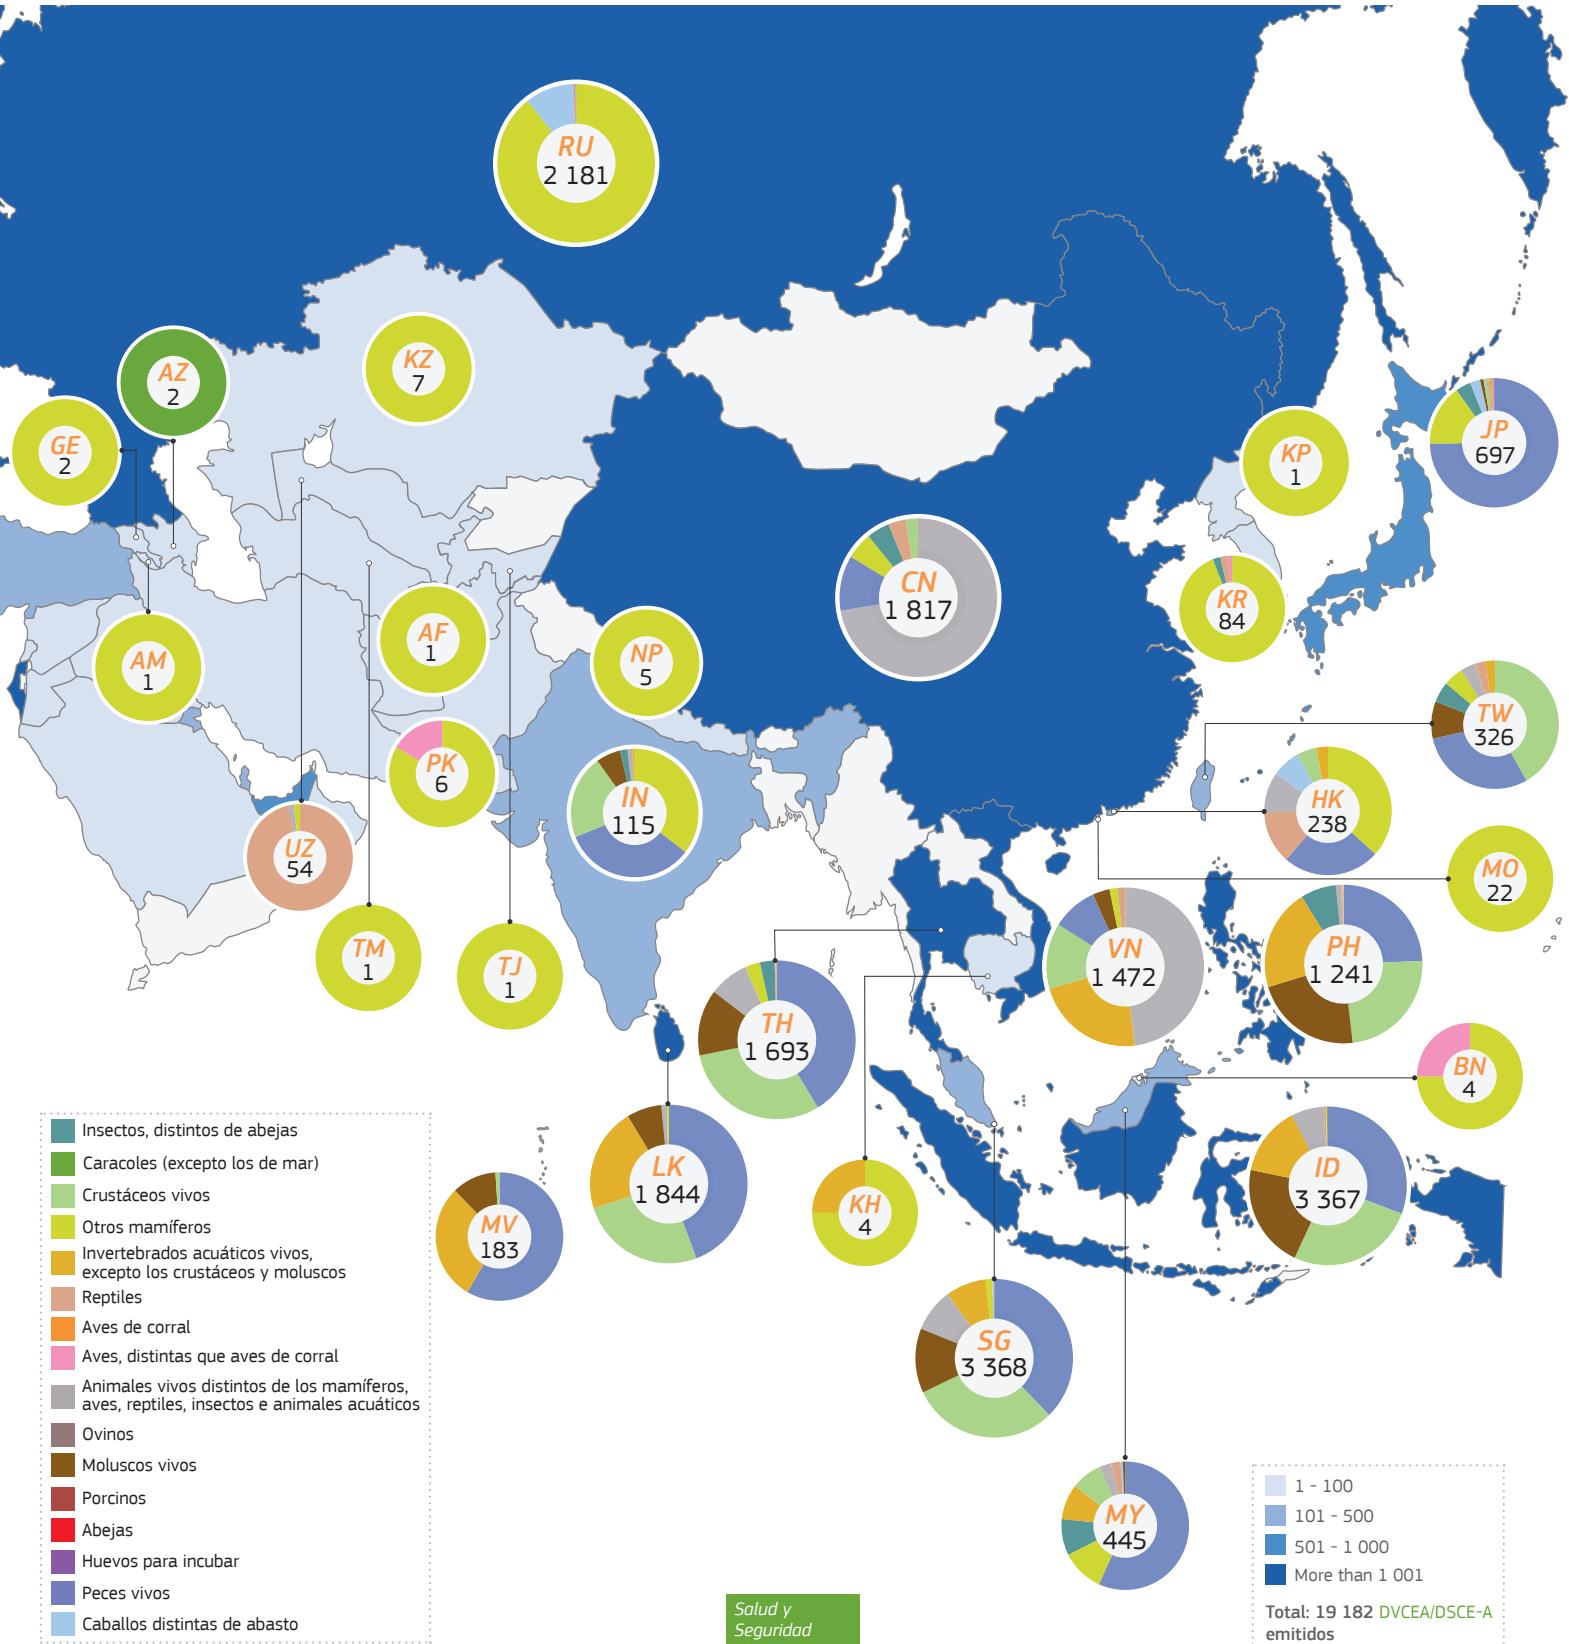 RU
2 181
AZ
2
KZ
7
GE
2
KP
1
JP
697
CN
1 817
KR
84
AM
1
AF
1
NP
5
TW
326
PK
6
IN
115
HK
238
UZ
54
MO
22
TM
1
TJ
1
VN
1 472
PH
1 241
TH
1 693
BN
4
LK
1 844
KH
4
ID
3 367
MV
183
SG
3 368
MY
445
Insectos, distintos de abejas
Caracoles (excepto los de mar)
Crustáceos vivos
Otros mamíferos
Invertebrados acuáticos vivos,
excepto los crustáceos y moluscos
Reptiles
Aves de corral
Aves, distintas que aves de corral
Animales vivos distintos de los mamíferos,
aves, reptiles, insectos e animales acuáticos
Ovinos
Moluscos vivos
Porcinos
Abejas
Huevos para incubar
Peces vivos
Caballos distintas de abasto
Salud y
Seguridad
1 - 100
101 - 500
501 - 1 000
More than 1 001
Total: 19 182 DVCEA/DSCE-A
emitidos